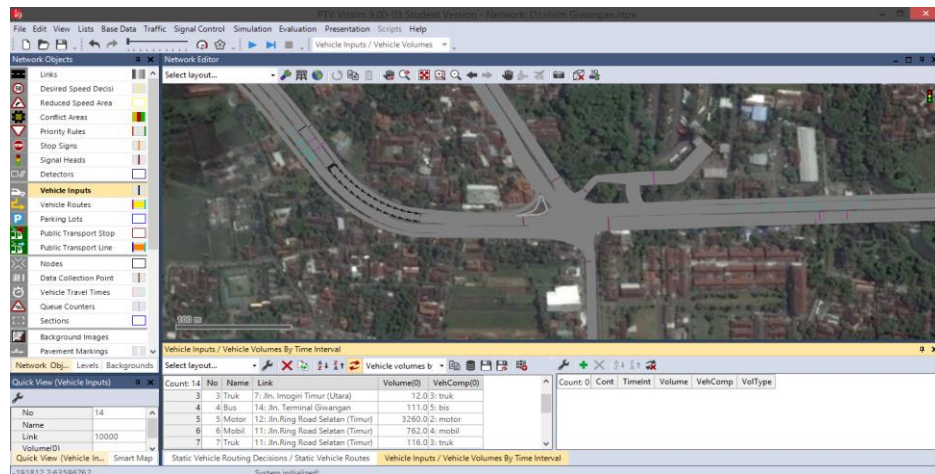 PTV Vissim 9.00-03 Student Version - Network: D:\vissim Giwangan.inpx
File Edit View Lists Base Data Traffic Signal Control Simulation Evaluation Presentation Scripts Help
Vehicle Inputs / Vehicle Volumes
Network Objects
Network Editor
Select layout...
Links
Desired Speed Decisi
Reduced Speed Area
Conflict Areas
Priority Rules
Stop Signs
Signal Heads
Detectors
Vehicle Inputs
Vehicle Routes
Parking Lots
Public Transport Stop
Public Transport Line
Nodes
Data Collection Point
Vehicle Travel Times
Queue Counters
Sections
Background Images
Pavement Markings
Network Obj... Levels Backgrounds
100 m
Vehicle Inputs / Vehicle Volumes By Time Interval
Select layout... Vehicle volumes b
Quick View (Vehicle Inputs)
No 14
Name
Link 10000
Volume(0)
Quick View (Vehicle In... Smart Map
Count: 14 No Name Link Volume(0) VehComp(0)
3 3 Truk 7: Jln. Imogiri Timur (Utara) 12.0 3: truk
4 4 Bus 14: Jln. Terminal Giwangan 111.0 5: bis
5 5 Motor 12: Jln.Ring Road Selatan (Timur) 3260.0 2: motor
6 6 Mobil 11: Jln.Ring Road Selatan (Timur) 762.0 4: mobil
7 7 Truk 11: Jln.Ring Road Selatan (Timur) 116.0 3: truk
Count: 0 Cont TimeInt Volume VehComp VolType
Static Vehicle Routing Decisions / Static Vehicle Routes Vehicle Inputs / Vehicle Volumes By Time Interval
System initialized!